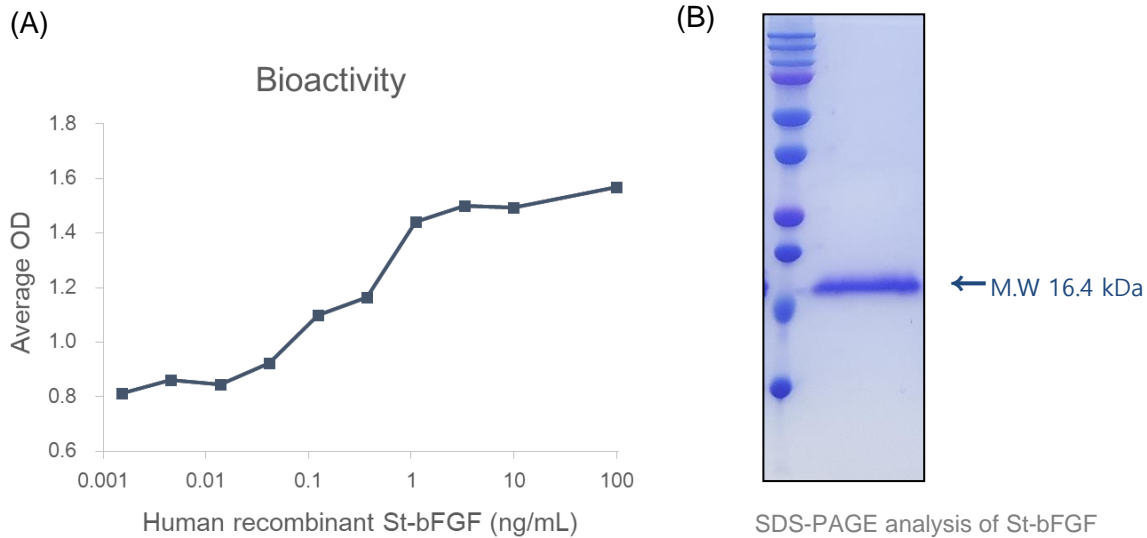 (A)
Bioactivity
Average OD
1.8
1.6
1.4
1.2
1.0
0.8
0.6
0.001 0.01 0.1 1 10 100
Human recombinant St-bFGF (ng/mL)
(B)
←M.W 16.4 kDa
SDS-PAGE analysis of St-bFGF